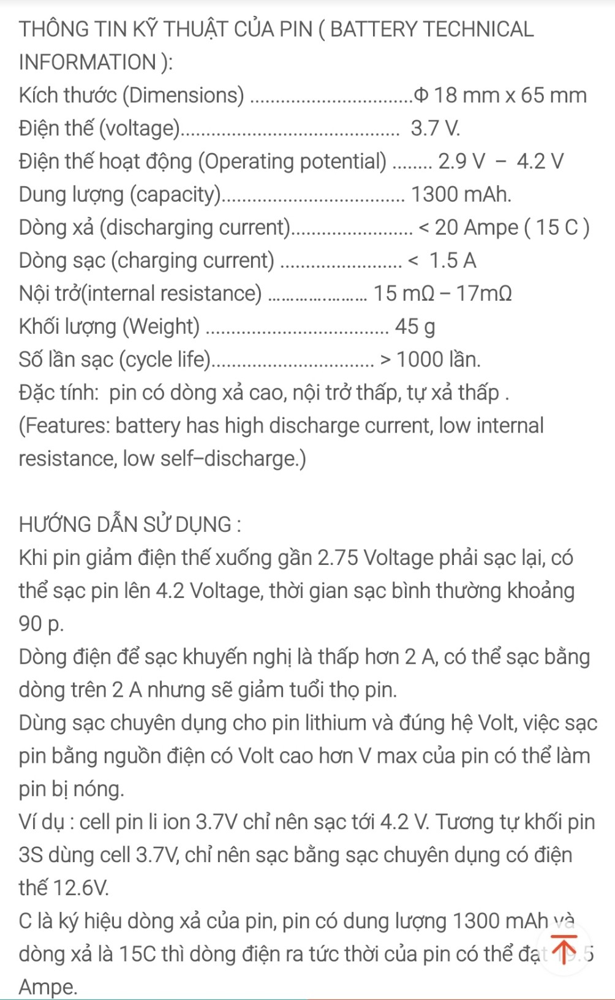 THÔNG TIN KỸ THUẬT CỦA PIN ( BATTERY TECHNICAL
INFORMATION ):
Kích thước (Dimensions) ................................Φ 18 mm x 65 mm
Điện thế (voltage)........................................... 3.7 V.
Điện thế hoạt động (Operating potential) ........ 2.9 V – 4.2 V
Dung lượng (capacity).................................... 1300 mAh.
Dòng xả (discharging current)........................ < 20 Ampe ( 15 C )
Dòng sạc (charging current) ........................ < 1.5 A
Nội trở(internal resistance) ...................... 15 mΩ – 17mΩ
Khối lượng (Weight) .................................... 45 g
Số lần sạc (cycle life)................................ > 1000 lần.
Đặc tính: pin có dòng xả cao, nội trở thấp, tự xả thấp .
(Features: battery has high discharge current, low internal
resistance, low self-discharge.)
HƯỚNG DẪN SỬ DỤNG :
Khi pin giảm điện thế xuống gần 2.75 Voltage phải sạc lại, có
thể sạc pin lên 4.2 Voltage, thời gian sạc bình thường khoảng
90 p.
Dòng điện để sạc khuyến nghị là thấp hơn 2 A, có thể sạc bằng
dòng trên 2 A nhưng sẽ giảm tuổi thọ pin.
Dùng sạc chuyên dụng cho pin lithium và đúng hệ Volt, việc sạc
pin bằng nguồn điện có Volt cao hơn V max của pin có thể làm
pin bị nóng.
Ví dụ : cell pin li ion 3.7V chỉ nên sạc tới 4.2 V. Tương tự khối pin
3S dùng cell 3.7V, chỉ nên sạc bằng sạc chuyên dụng có điện
thế 12.6V.
C là ký hiệu dòng xả của pin, pin có dung lượng 1300 mAh và
dòng xả là 15C thì dòng điện ra tức thời của pin có thể đạt 19.5
Ampe.